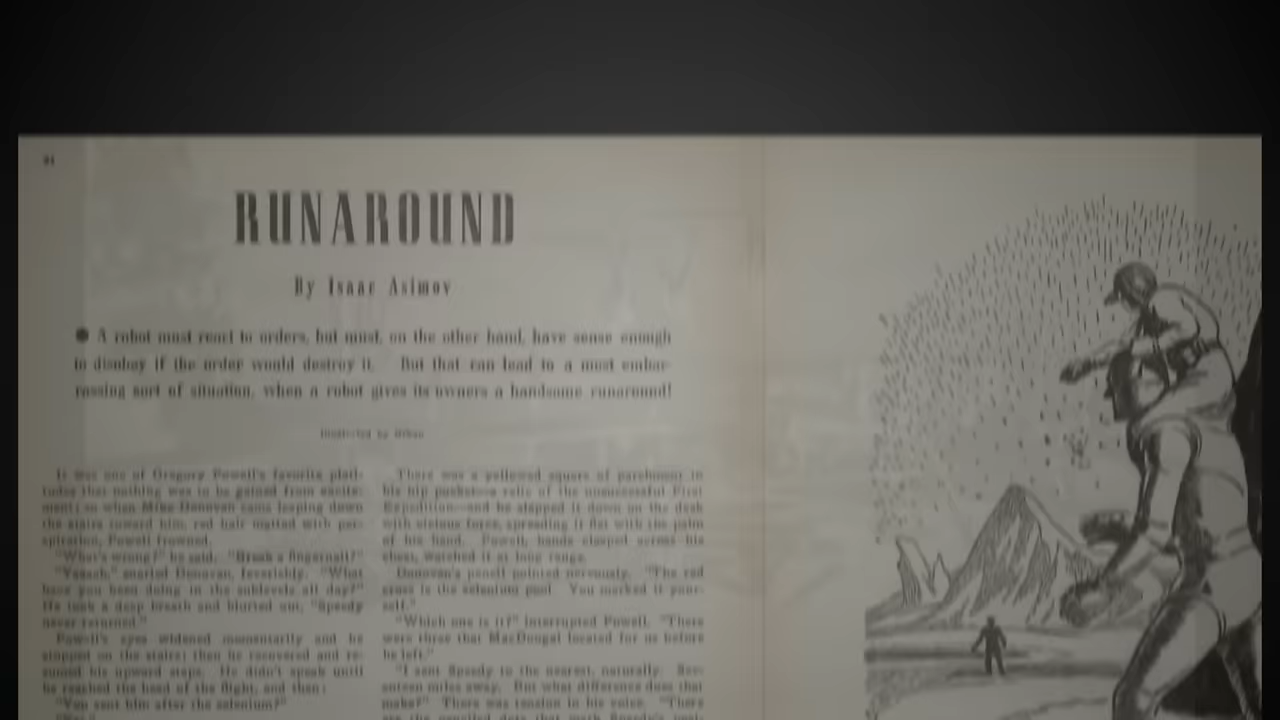 RUNAROUND
By Isaac Asimov
A robot must react to orders, but must, on the other hand, have sense enough
to disobey if the order would destroy it. But that can lead to a most embar-
rassing sort of situation, when a robot gives its owners a handsome runaround!
Illustrated by
It was one of Gregory Powell's favorite plati-
tudes that nothing was to be gained from excite-
ment; so when Mike Donovan came leaping down
the stairs toward him, red hair matted with per-
spiration, Powell frowned.
"What's wrong?" he said. "Break a fingernail?"
"Yaaah," snarled Donovan, feverishly. "What
have you been doing in the sublevels all day?"
He took a deep breath and blurted out, "Speedy
never returned."
Powell's eyes widened momentarily and he
stopped on the stairs; then he recovered and re-
sumed his upward steps. He didn't speak until
he reached the head of the flight, and then:
"You sent him after the selenium?"
There was a yellowed square of parchment in
his hip pocket—a relic of the unsuccessful First
Expedition—and he slapped it down on the desk
with vicious force, spreading it flat with the palm
of his hand. Powell, hands clasped across his
chest, watched it at long range.
Donovan's pencil pointed nervously. "The red
cross is the selenium pool. You marked it your-
self."
"Which one is it?" interrupted Powell. "There
were three that MacDougal located for us before
he left."
"I sent Speedy to the nearest, naturally. Sev-
enteen miles away. But what difference does that
make?" There was tension in his voice. "There
are the penciled dots that mark Speedy's posi-